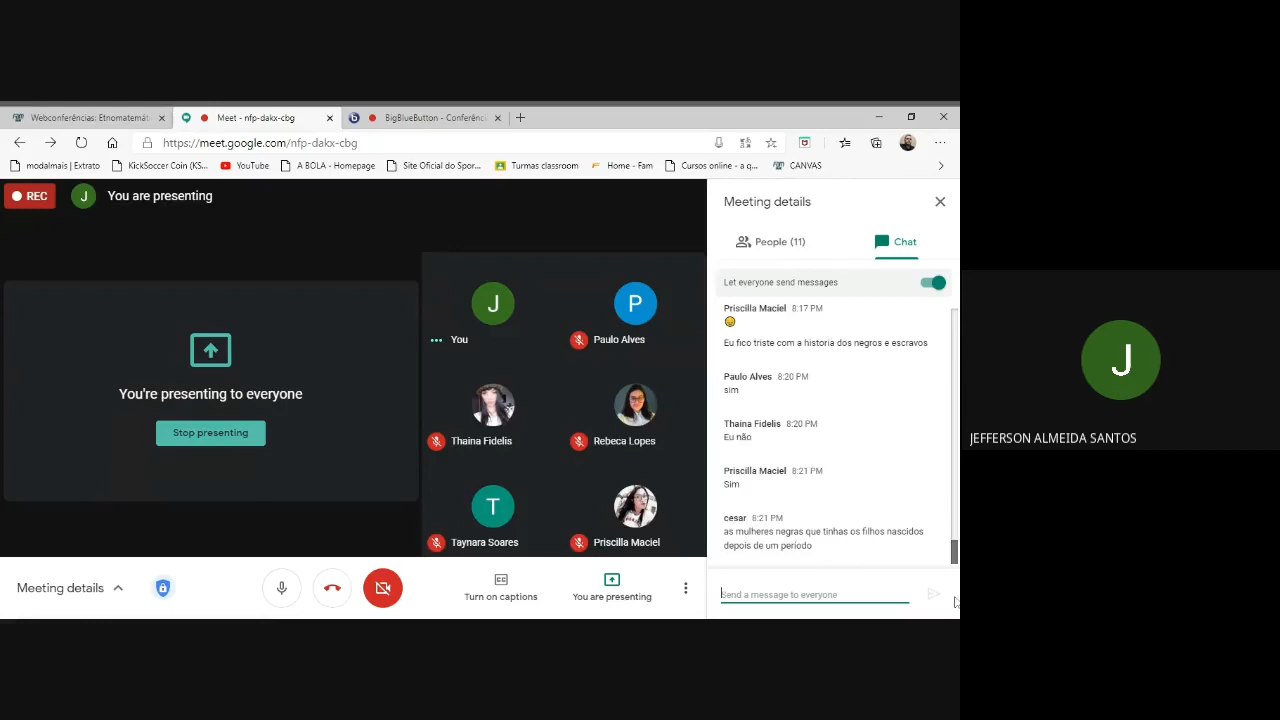 Webconferências: Etnomatemáti
Meet - nfp-dakx-cbg
BigBlueButton - Conferênci
https://meet.google.com/nfp-dakx-cbg
modalmais | Extrato
KickSoccer Coin (KS...
YouTube
A BOLA - Homepage
Site Oficial do Spor...
Turmas classroom
Home - Fam
Cursos online - a q...
CANVAS
REC
J
You are presenting
You're presenting to everyone
Stop presenting
J
You
P
Paulo Alves
Thaina Fidelis
Rebeca Lopes
T
Taynara Soares
Priscilla Maciel
Meeting details
People (11)
Chat
Let everyone send messages
Priscilla Maciel 8:17 PM
Eu fico triste com a historia dos negros e escravos
Paulo Alves 8:20 PM
sim
Thaina Fidelis 8:20 PM
Eu não
Priscilla Maciel 8:21 PM
Sim
cesar 8:21 PM
as mulheres negras que tinhas os filhos nascidos
depois de um período
Send a message to everyone
Meeting details
CC
Turn on captions
You are presenting
J
JEFFERSON ALMEIDA SANTOS